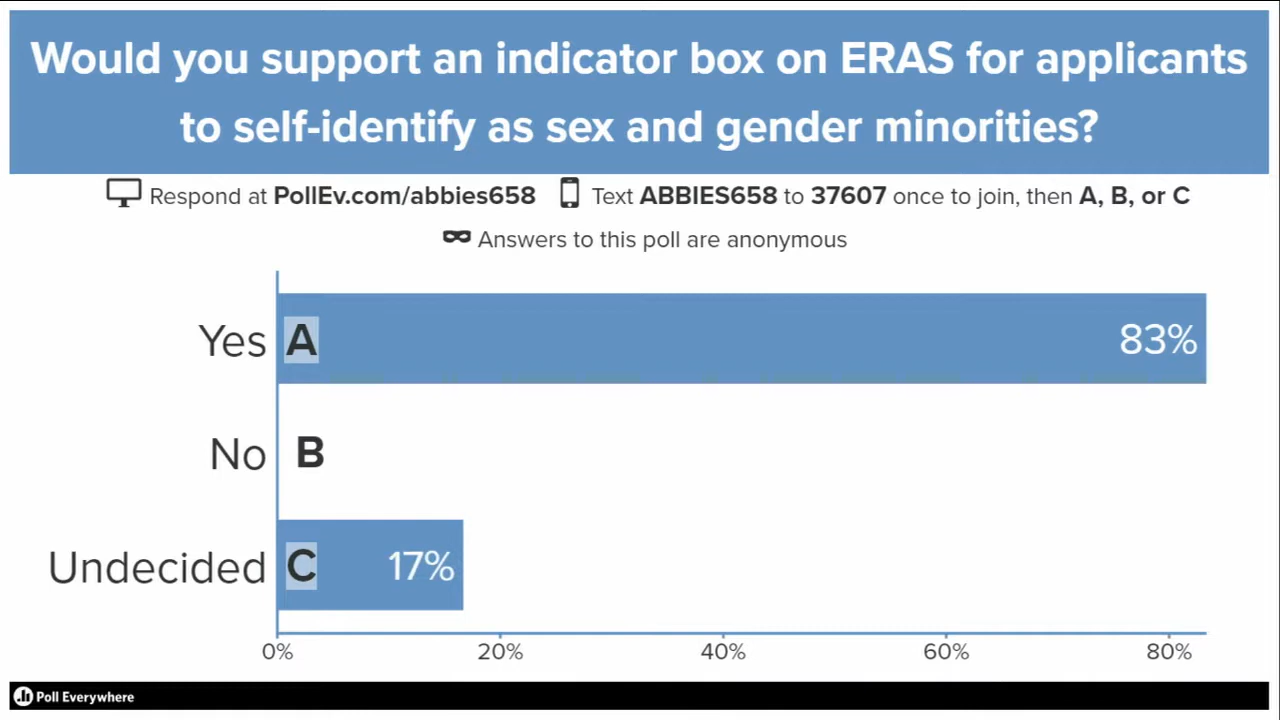 Would you support an indicator box on ERAS for applicants
to self-identify as sex and gender minorities?
Respond at PollEv.com/abbies658 Text ABBIES658 to 37607 once to join, then A, B, or C
Answers to this poll are anonymous
Yes A 83%
No B
Undecided C 17%
0% 20% 40% 60% 80%
Poll Everywhere